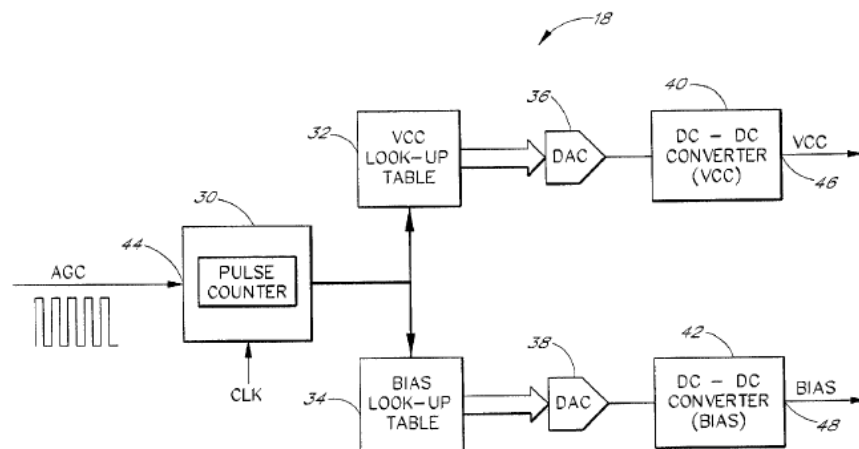 18
32
VCC
LOOK-UP
TABLE
36
DAC
40
DC - DC
CONVERTER
(VCC)
VCC
46
30
44
AGC
PULSE
COUNTER
CLK
34
BIAS
LOOK-UP
TABLE
38
DAC
42
DC - DC
CONVERTER
(BIAS)
BIAS
48